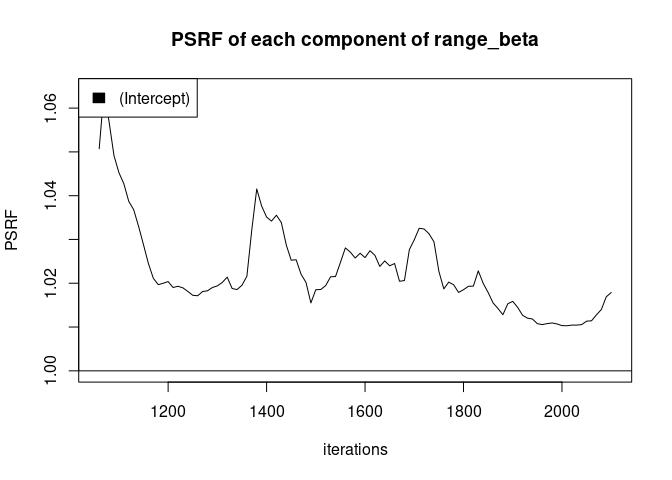 PSRF of each component of range_beta
(Intercept)
PSRF
1.06
1.04
1.02
1.00
1200 1400 1600 1800 2000
iterations